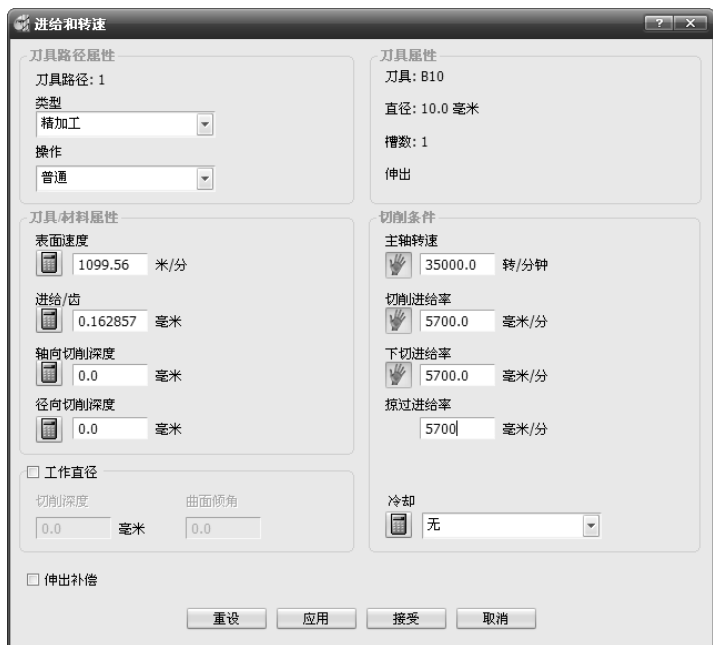 进给和转速
刀具路径属性
刀具路径: 1
类型
精加工
操作
普通
刀具属性
刀具: B10
直径: 10.0 毫米
槽数: 1
伸出
刀具/材料属性
表面速度
1099.56 米/分
进给/齿
0.162857 毫米
轴向切削深度
0.0 毫米
径向切削深度
0.0 毫米
切削条件
主轴转速
35000.0 转/分钟
切削进给率
5700.0 毫米/分
下切进给率
5700.0 毫米/分
掠过进给率
5700 毫米/分
冷却
无
工作直径
切削深度 曲面倾角
0.0 毫米 0.0
伸出补偿
重设 应用 接受 取消